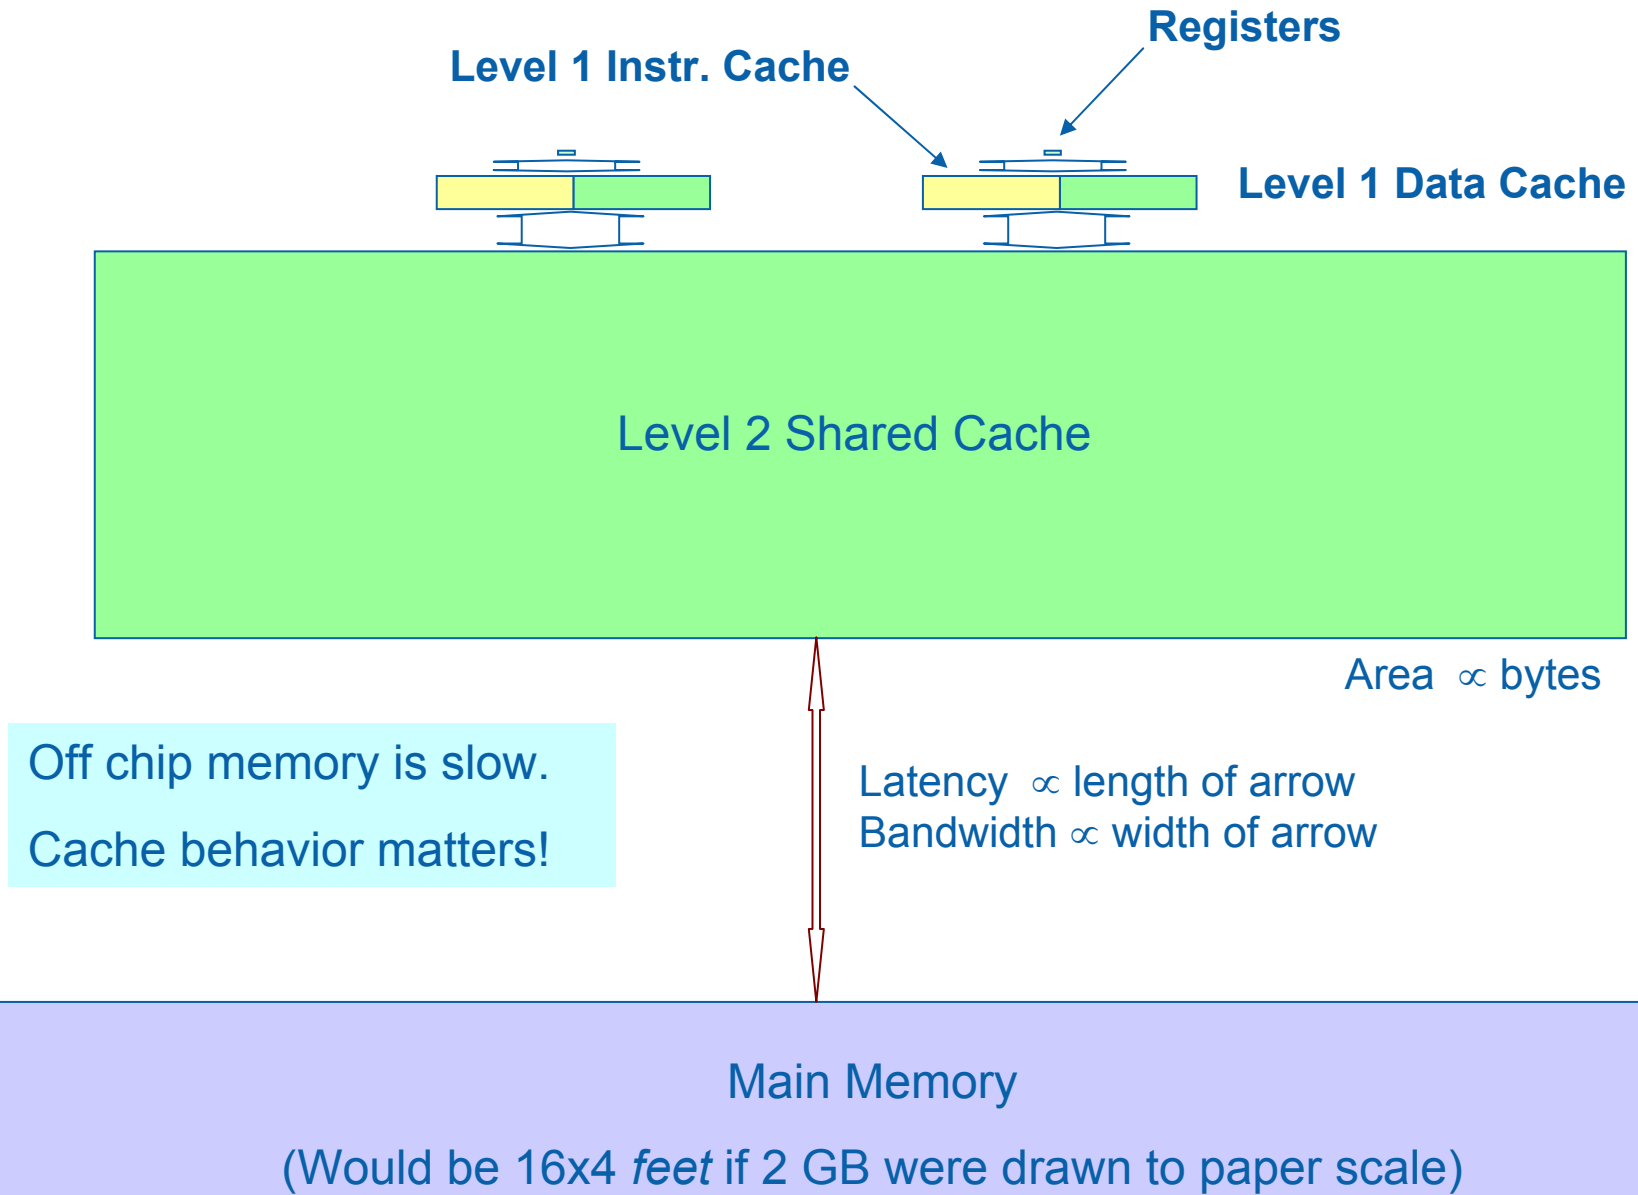 Registers
Level 1 Instr. Cache
Level 1 Data Cache
Level 2 Shared Cache
Area ∝ bytes
Off chip memory is slow.
Cache behavior matters!
Latency ∝ length of arrow
Bandwidth ∝ width of arrow
Main Memory
(Would be 16x4 feet if 2 GB were drawn to paper scale)